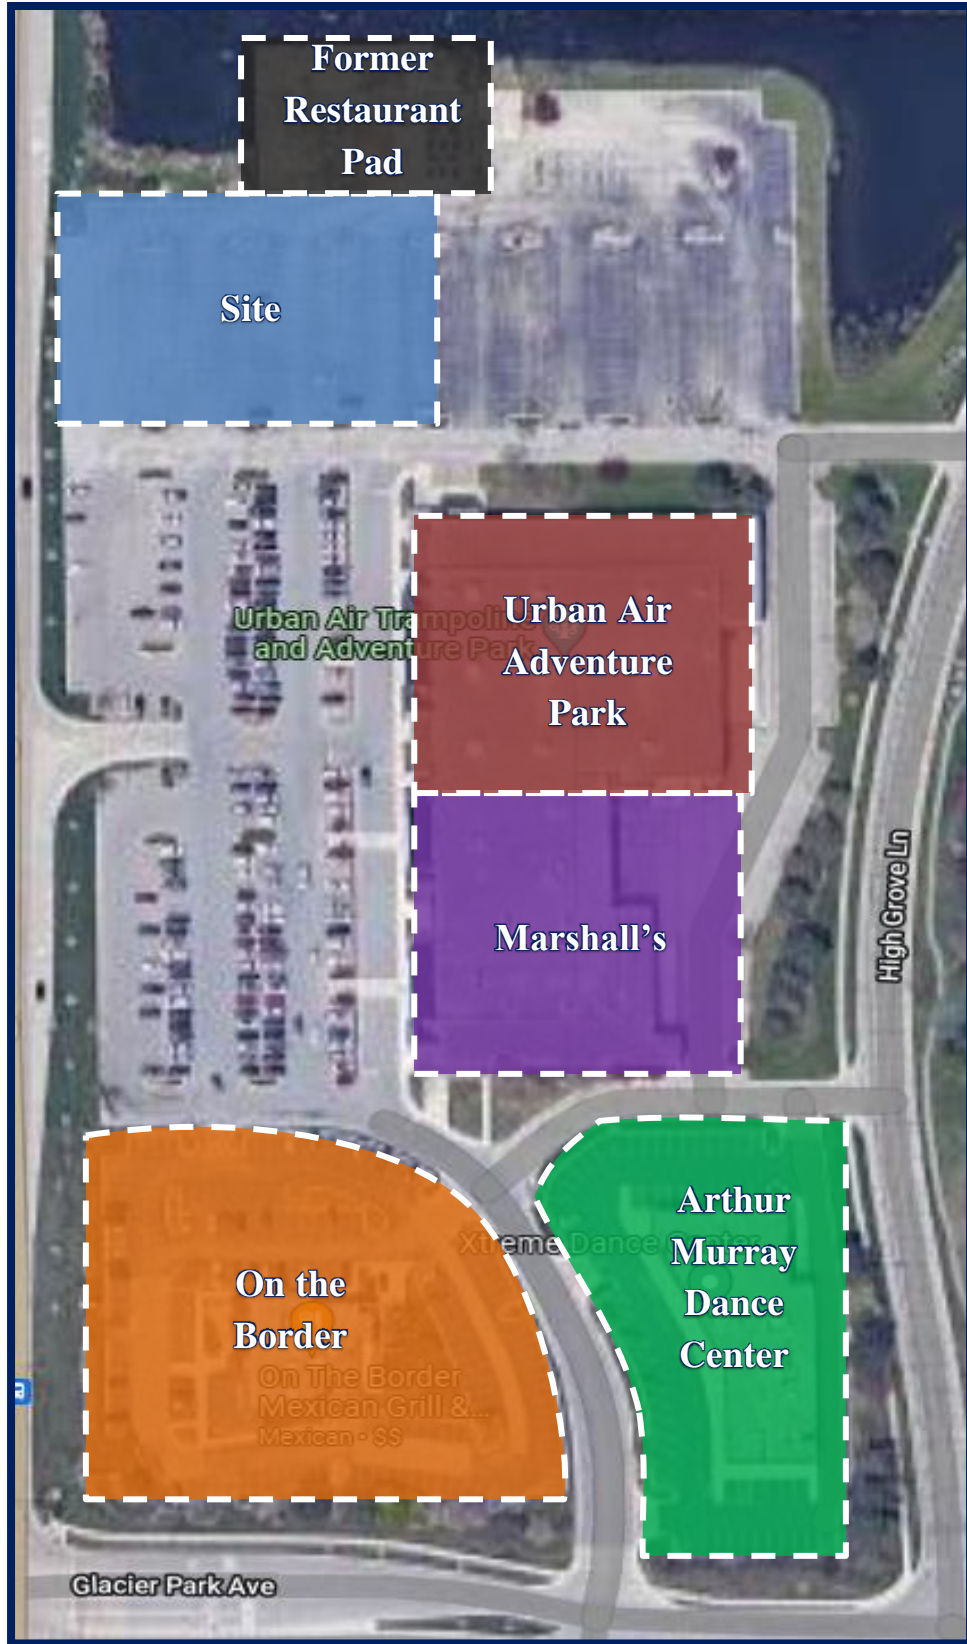 Former
Restaurant
Pad
Site
Urban Air Trampoline
and Adventure Park
Urban Air
Adventure
Park
Marshall’s
High Grove Ln
Arthur
Murray
Dance
Center
Xtreme Dance Center
On the
Border
On The Border
Mexican Grill &...
Mexican • $$
Glacier Park Ave